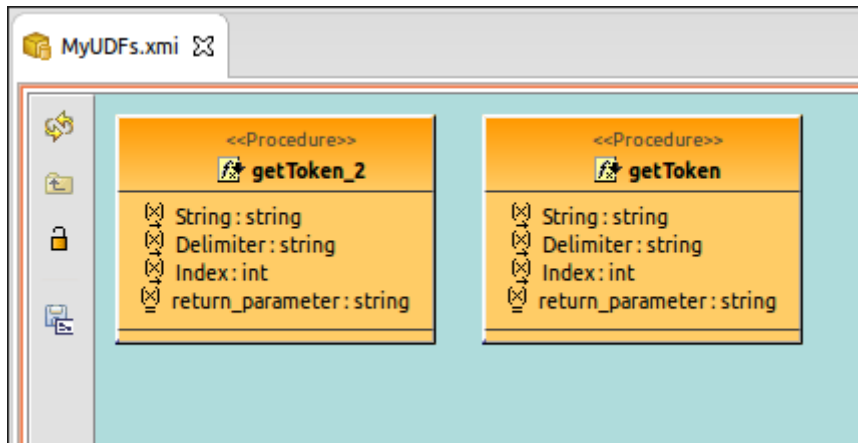 MyUDFs.xmi
<<Procedure>>
getToken_2
String : string
Delimiter : string
Index : int
return_parameter : string
<<Procedure>>
getToken
String : string
Delimiter : string
Index : int
return_parameter : string